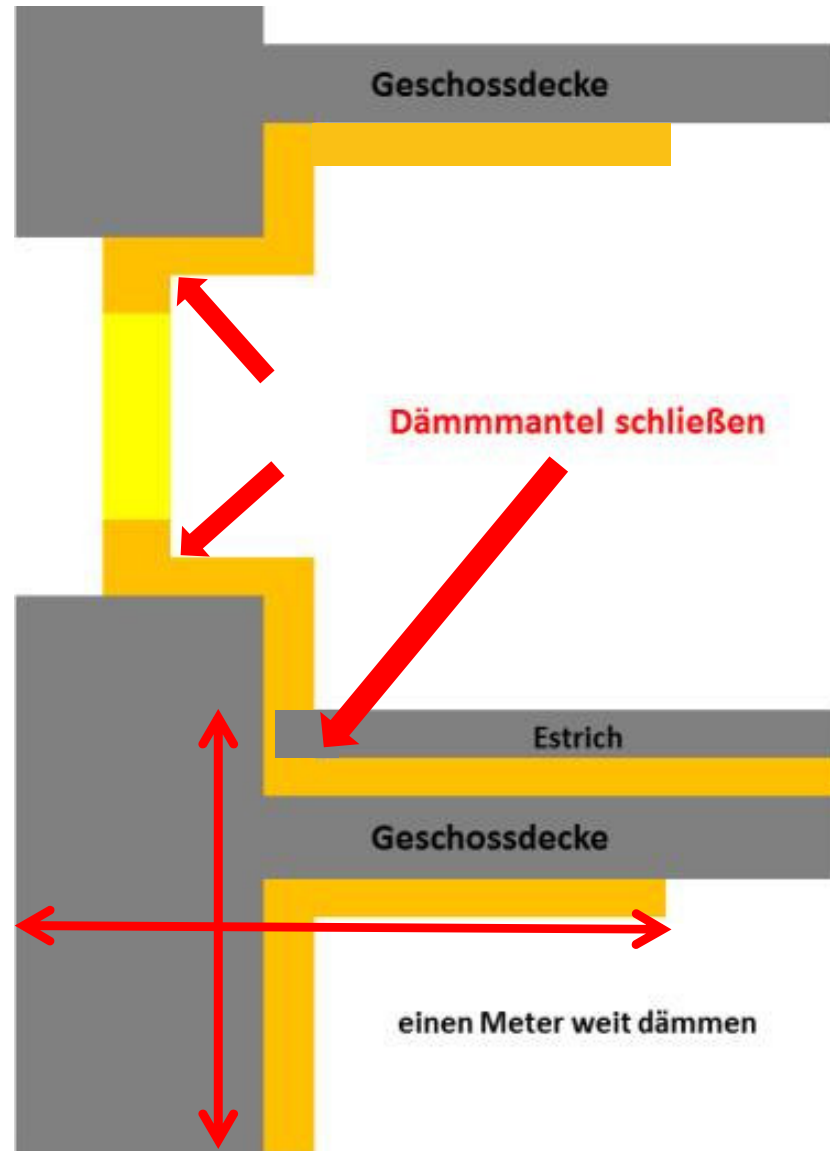 Geschossdecke
Dämmmantel schließen
Estrich
Geschossdecke
einen Meter weit dämmen